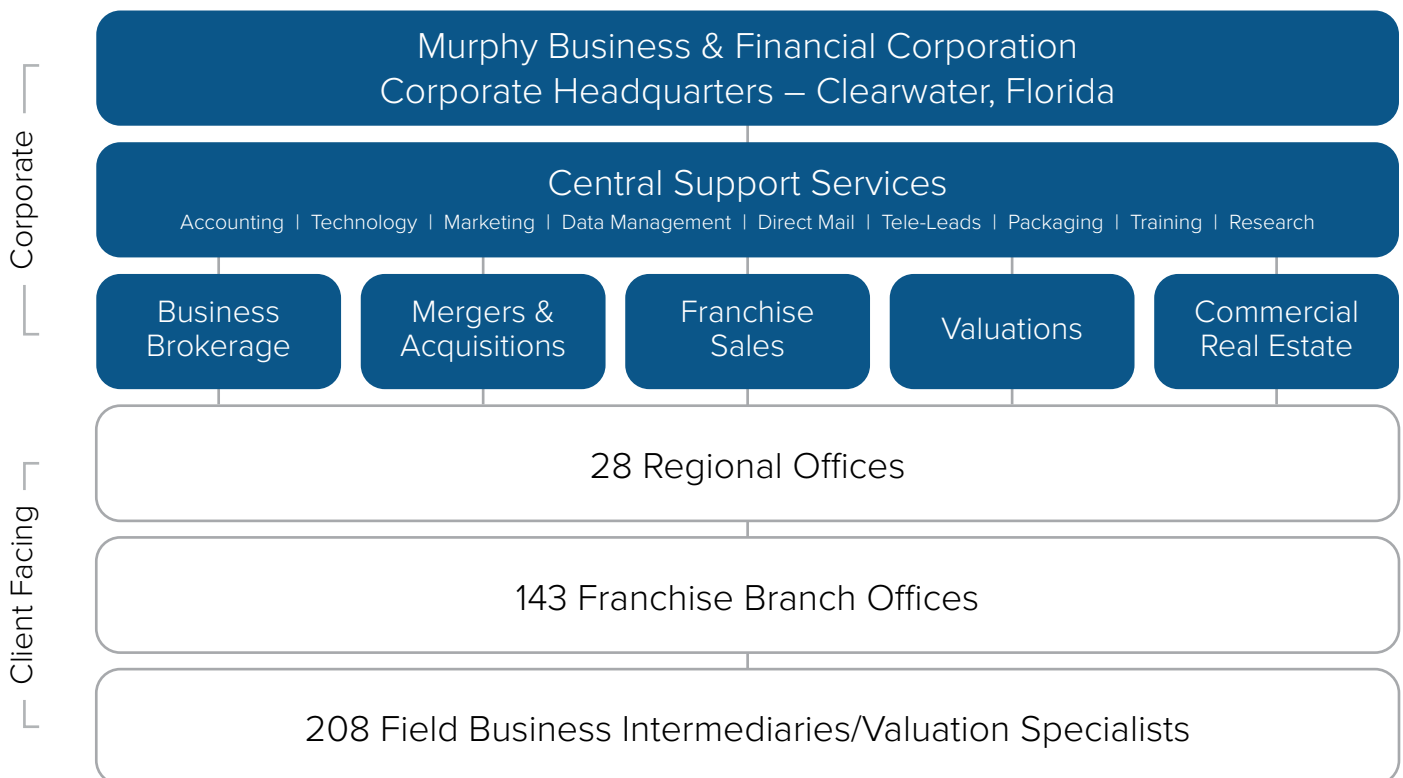 Murphy Business & Financial Corporation
Corporate Headquarters – Clearwater, Florida
Corporate
Central Support Services
Accounting | Technology | Marketing | Data Management | Direct Mail | Tele-Leads | Packaging | Training | Research
Business
Brokerage
Mergers &
Acquisitions
Franchise
Sales
Valuations
Commercial
Real Estate
Client Facing
28 Regional Offices
143 Franchise Branch Offices
208 Field Business Intermediaries/Valuation Specialists